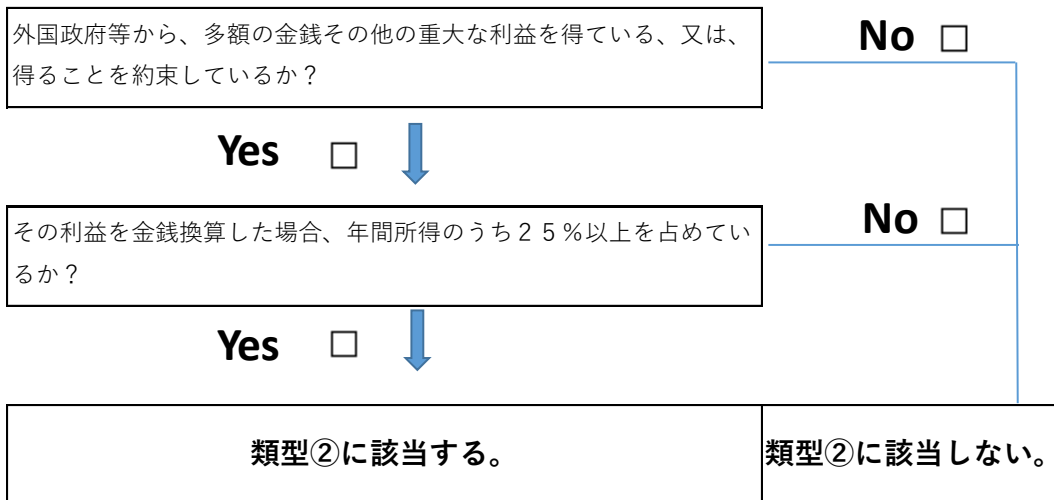 外国政府等から、多額の金銭その他の重大な利益を得ている、又は、
得ることを約束しているか？
No □
Yes □
その利益を金銭換算した場合、年間所得のうち２５％以上を占めてい
るか？
No □
Yes □
類型②に該当する。
類型②に該当しない。